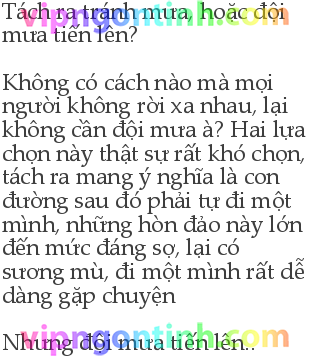 Tách ra tránh mưa, hoặc đội
mưa tiến lên?

Không có cách nào mà mọi
người không rời xa nhau, lại
không cần đội mưa à? Hai lựa
chọn này thật sự rất khó chọn,
tách ra mang ý nghĩa là con
đường sau đó phải tự đi một
mình, những hòn đảo này lớn
đến mức đáng sợ, lại có
sương mù, đi một mình rất dễ
dàng gặp chuyện

Nhưng đội mưa tiến lên..
vipngontinh.com
vipngontinh.com